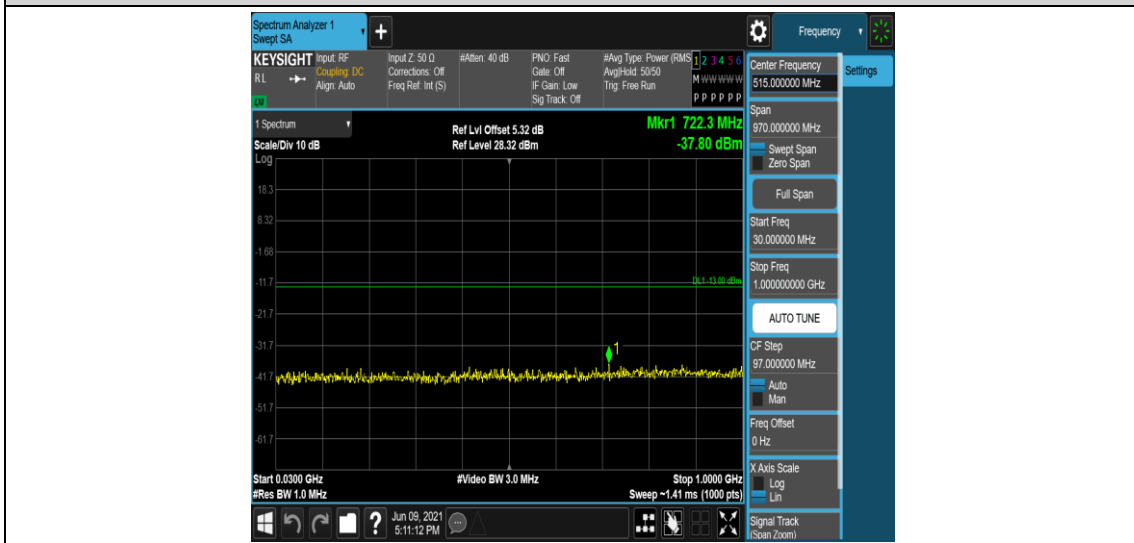 Spectrum Analyzer 1
Swept SA
+
Frequency
KEYSIGHT
RL
LXI
Input: RF
Coupling: DC
Align: Auto
Input Z: 50 Ω
Corrections: Off
Freq Ref: Int (S)
#Atten: 40 dB
PNO: Fast
Gate: Off
IF Gain: Low
Sig Track: Off
#Avg Type: Power (RMS
Avg|Hold: 50/50
Trig: Free Run
1 2 3 4 5 6
M W W W W W
P P P P P P
1 Spectrum
Scale/Div 10 dB
Log
Ref Lvl Offset 5.32 dB
Ref Level 28.32 dBm
Mkr1 722.3 MHz
-37.80 dBm
18.3
8.32
-1.68
-11.7
-21.7
-31.7
-41.7
-51.7
-61.7
DL1 -13.00 dBm
1
Start 0.0300 GHz
#Res BW 1.0 MHz
#Video BW 3.0 MHz
Stop 1.0000 GHz
Sweep ~1.41 ms (1000 pts)
Jun 09, 2021
5:11:12 PM
?
Center Frequency
515.000000 MHz
Settings
Span
970.000000 MHz
Swept Span
Zero Span
Full Span
Start Freq
30.000000 MHz
Stop Freq
1.000000000 GHz
AUTO TUNE
CF Step
97.000000 MHz
Auto
Man
Freq Offset
0 Hz
X Axis Scale
Log
Lin
Signal Track
(Span Zoom)